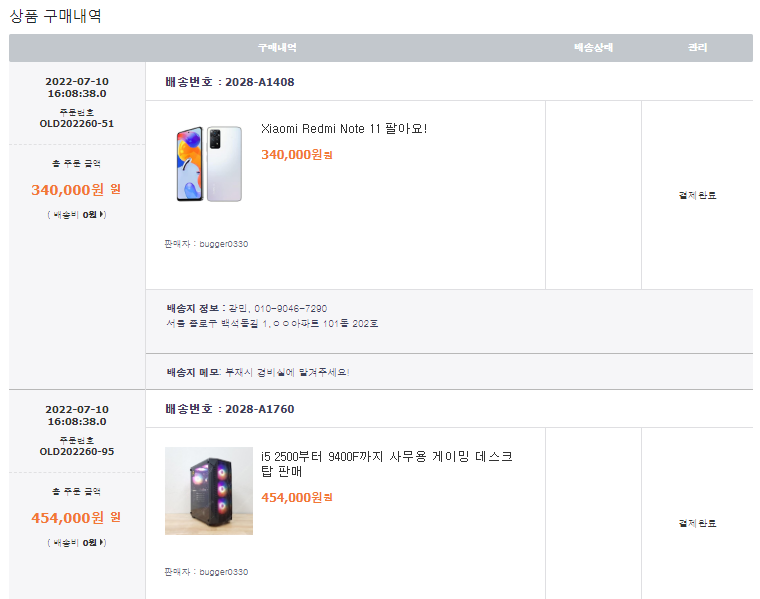 상품 구매내역
구매내역 배송상태 관리
2022-07-10
16:08:38.0
주문번호
OLD202260-51
총 주문 금액
340,000원 원
( 배송비 0원 )
배송번호 : 2028-A1408
Xiaomi Redmi Note 11 팔아요!
340,000원원
판매자 : bugger0330
결제완료
배송지 정보 : 광민, 010-9046-7290
서울 종로구 백석동길 1,ㅇㅇ아파트 101동 202호
배송지 메모: 부재시 경비실에 맡겨주세요!
2022-07-10
16:08:38.0
주문번호
OLD202260-95
총 주문 금액
454,000원 원
( 배송비 0원 )
배송번호 : 2028-A1760
i5 2500부터 9400F까지 사무용 게이밍 데스크
탑 판매
454,000원원
판매자 : bugger0330
결제완료